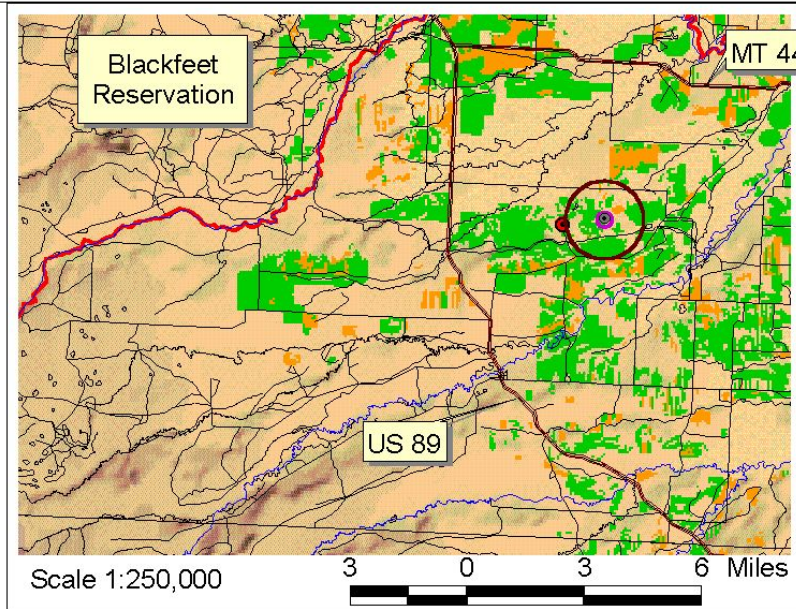 Blackfeet
Reservation
MT 44
US 89
Scale 1:250,000
3 0 3 6 Miles